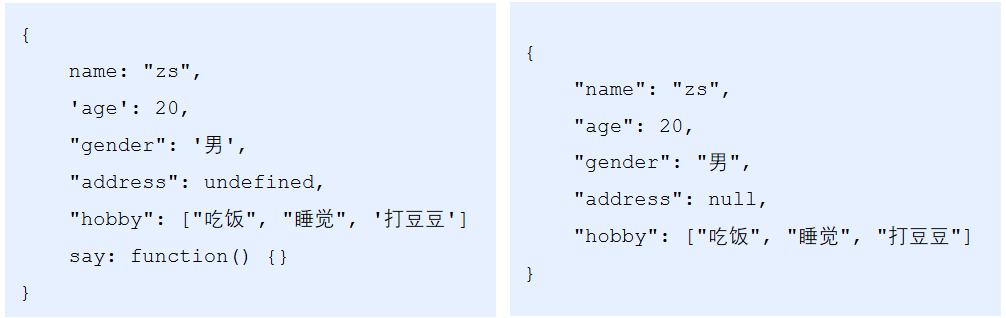 {
name: "zs",
'age': 20,
"gender": '男',
"address": undefined,
"hobby": ["吃饭", "睡觉", '打豆豆']
say: function() {}
}
{
"name": "zs",
"age": 20,
"gender": "男",
"address": null,
"hobby": ["吃饭", "睡觉", "打豆豆"]
}